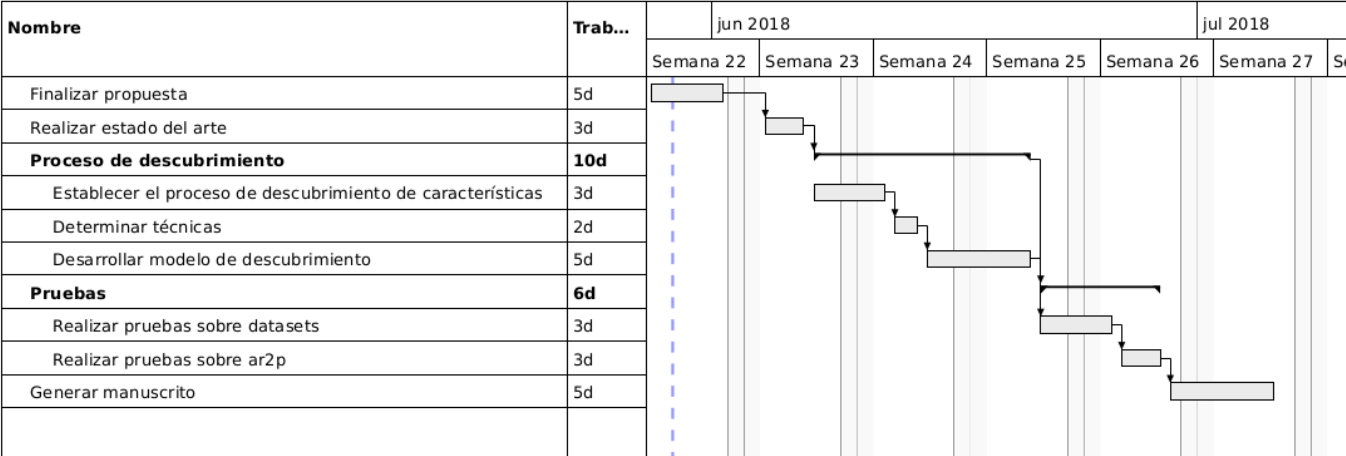 Nombre Trab... jun 2018 jul 2018
Semana 22 Semana 23 Semana 24 Semana 25 Semana 26 Semana 27 Se
Finalizar propuesta 5d
Realizar estado del arte 3d
Proceso de descubrimiento 10d
Establecer el proceso de descubrimiento de características 3d
Determinar técnicas 2d
Desarrollar modelo de descubrimiento 5d
Pruebas 6d
Realizar pruebas sobre datasets 3d
Realizar pruebas sobre ar2p 3d
Generar manuscrito 5d